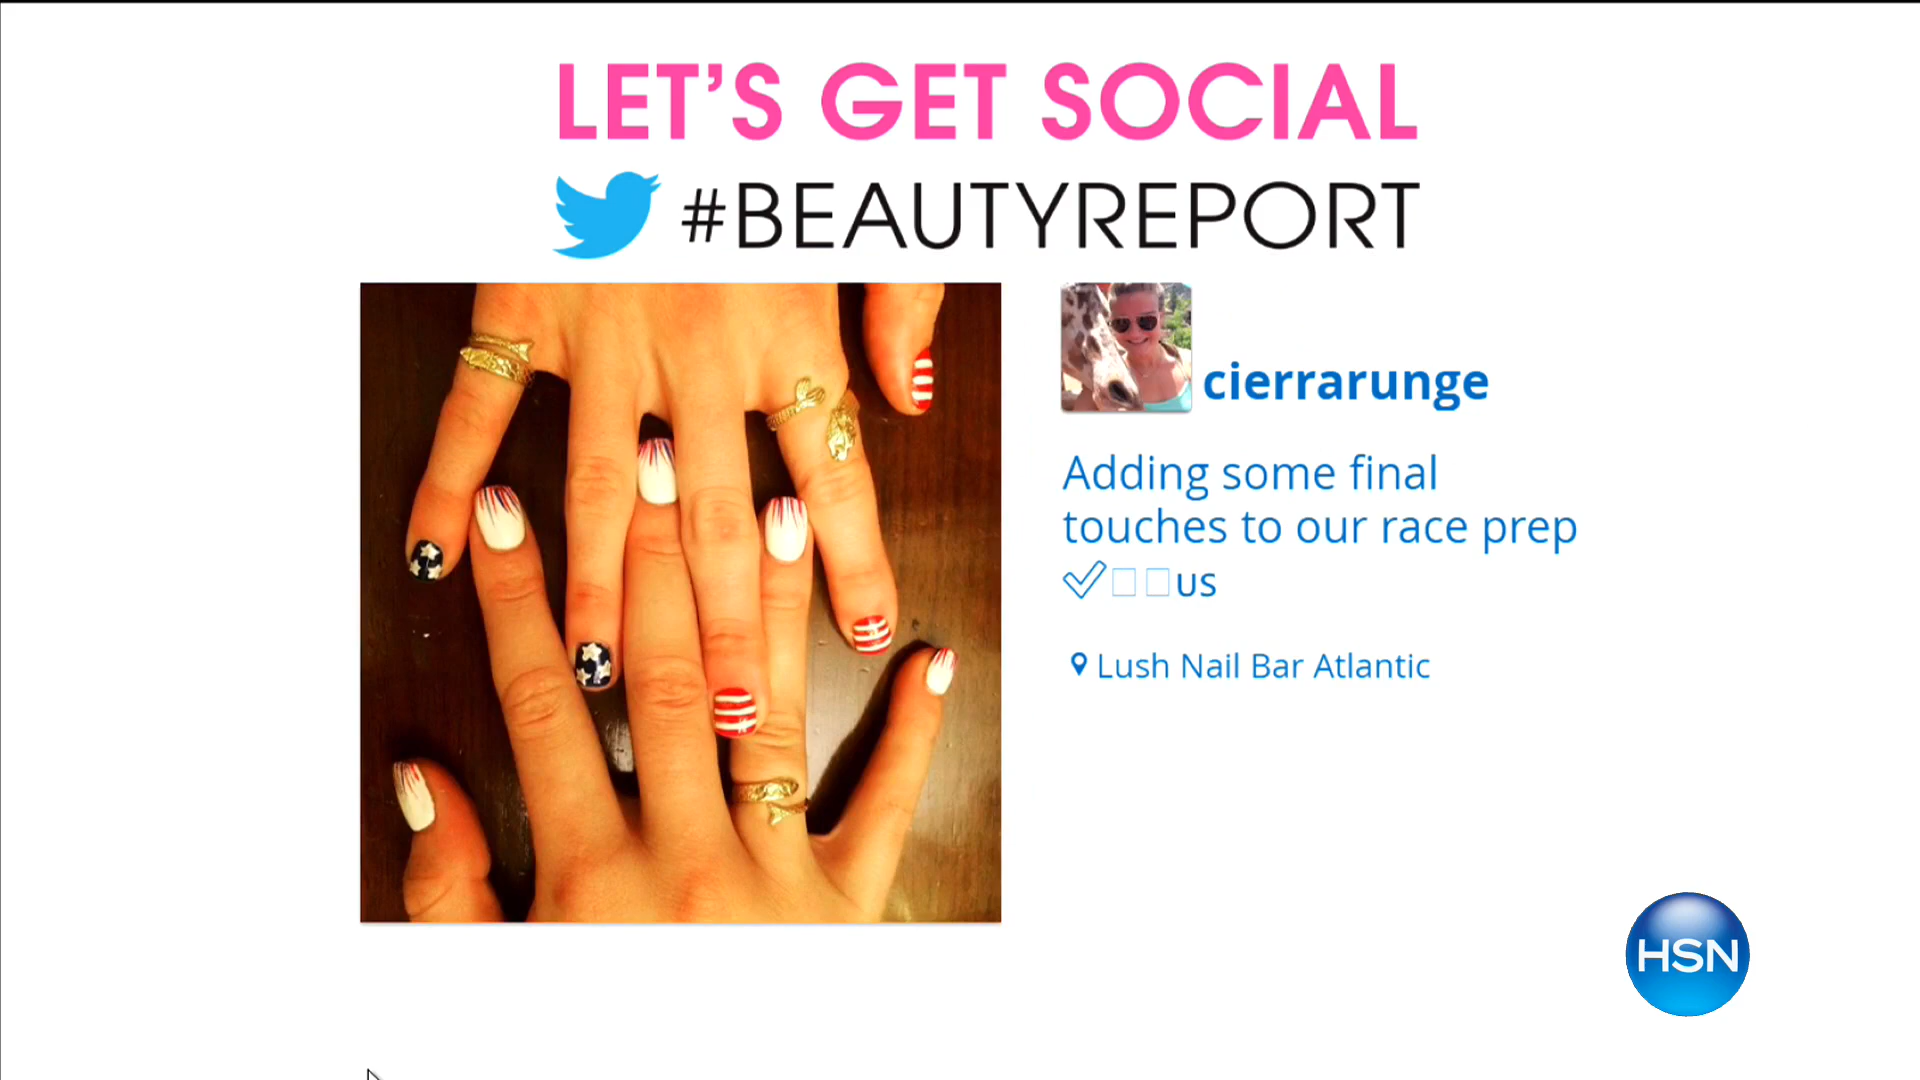 LET'S GET SOCIAL
#BEAUTYREPORT
cierrarunge
Adding some final
touches to our race prep
✓□□us
Lush Nail Bar Atlantic
HSN